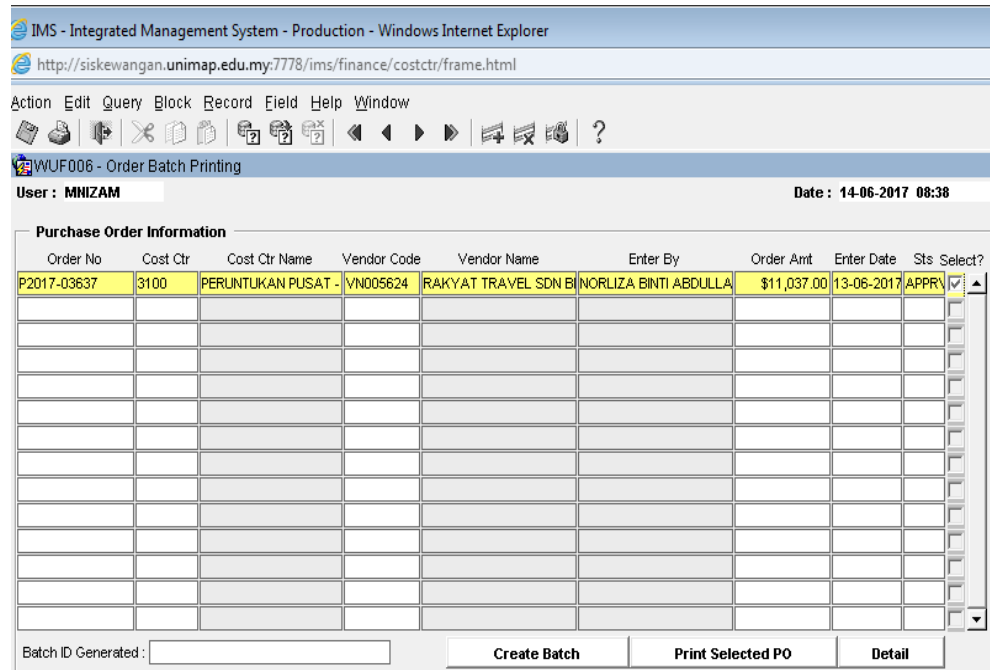 IMS - Integrated Management System - Production - Windows Internet Explorer
http://siskewangan.unimap.edu.my:7778/ims/finance/costctr/frame.html
Action Edit Query Block Record Field Help Window
WUF006 - Order Batch Printing
User : MNIZAM Date : 14-06-2017 08:38
Purchase Order Information
Order No Cost Ctr Cost Ctr Name Vendor Code Vendor Name Enter By Order Amt Enter Date Sts Select?
P2017-03637 3100 PERUNTUKAN PUSAT - VN005624 RAKYAT TRAVEL SDN BI NORLIZA BINTI ABDULLA $11,037.00 13-06-2017 APPRV
Batch ID Generated : Create Batch Print Selected PO Detail